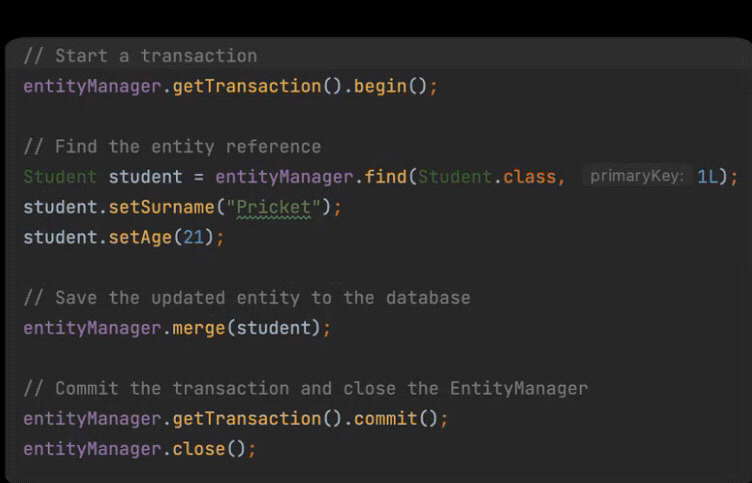 // Start a transaction
entityManager.getTransaction().begin();
// Find the entity reference
Student student = entityManager.find(Student.class, primaryKey: 1L);
student.setSurname("Pricket");
student.setAge(21);
// Save the updated entity to the database
entityManager.merge(student);
// Commit the transaction and close the EntityManager
entityManager.getTransaction().commit();
entityManager.close();